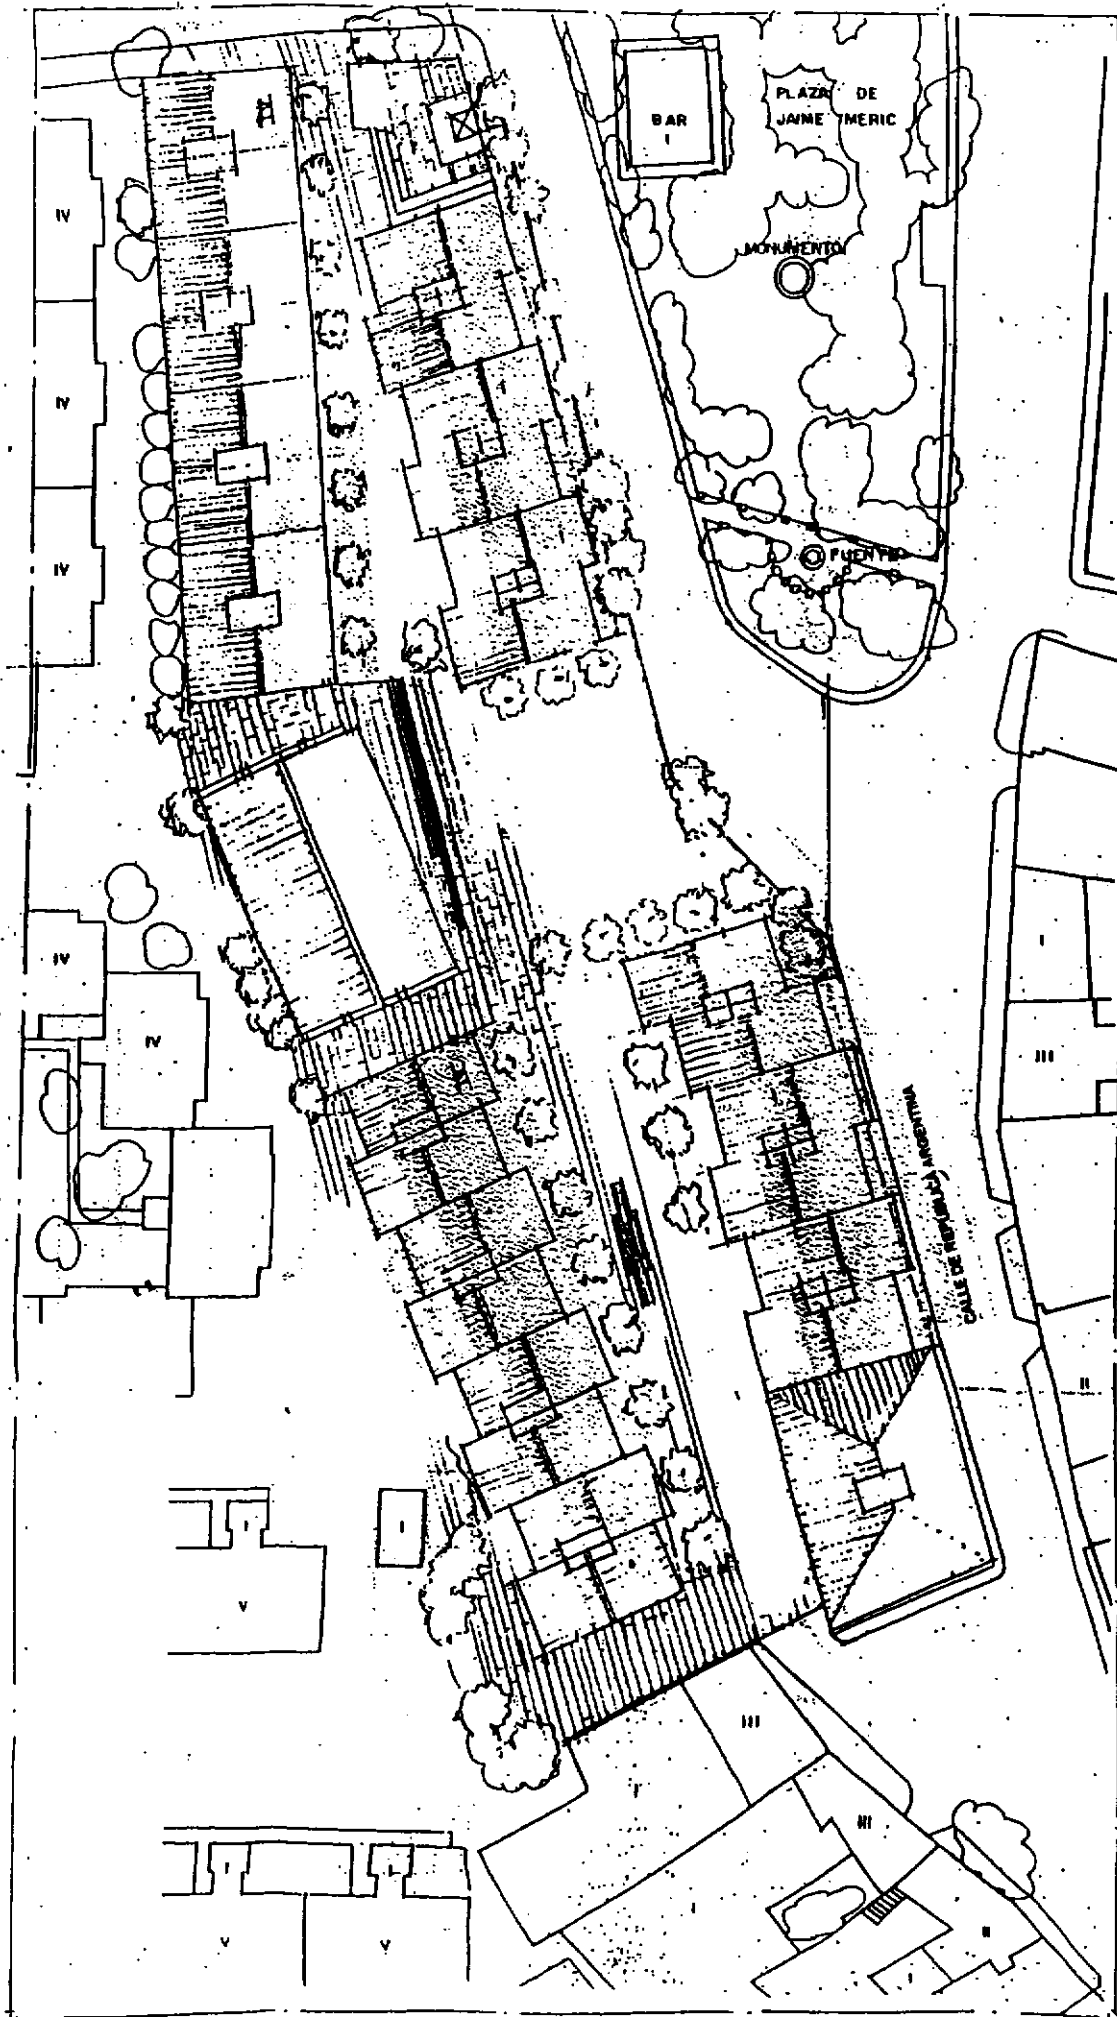 BAR
I
PLAZA DE
JAIME MERIC
MONUMENTO
IV
IV
IV
FUENTE
IV
IV
I
III
CALLE DE REPUBLICA ARGENTINA
II
I
I
V
III
III
I
I
I
V
V
II
I